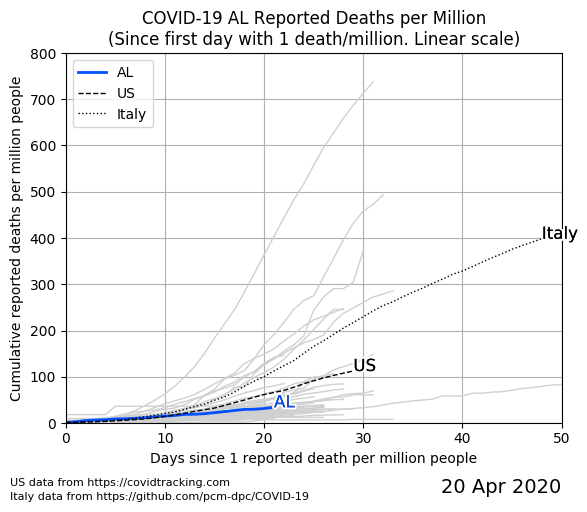 COVID-19 AL Reported Deaths per Million
(Since first day with 1 death/million. Linear scale)
AL
US
Italy
Cumulative reported deaths per million people
800
700
600
500
400
300
200
100
0
Italy
US
AL
0 10 20 30 40 50
Days since 1 reported death per million people
US data from https://covidtracking.com
Italy data from https://github.com/pcm-dpc/COVID-19
20 Apr 2020